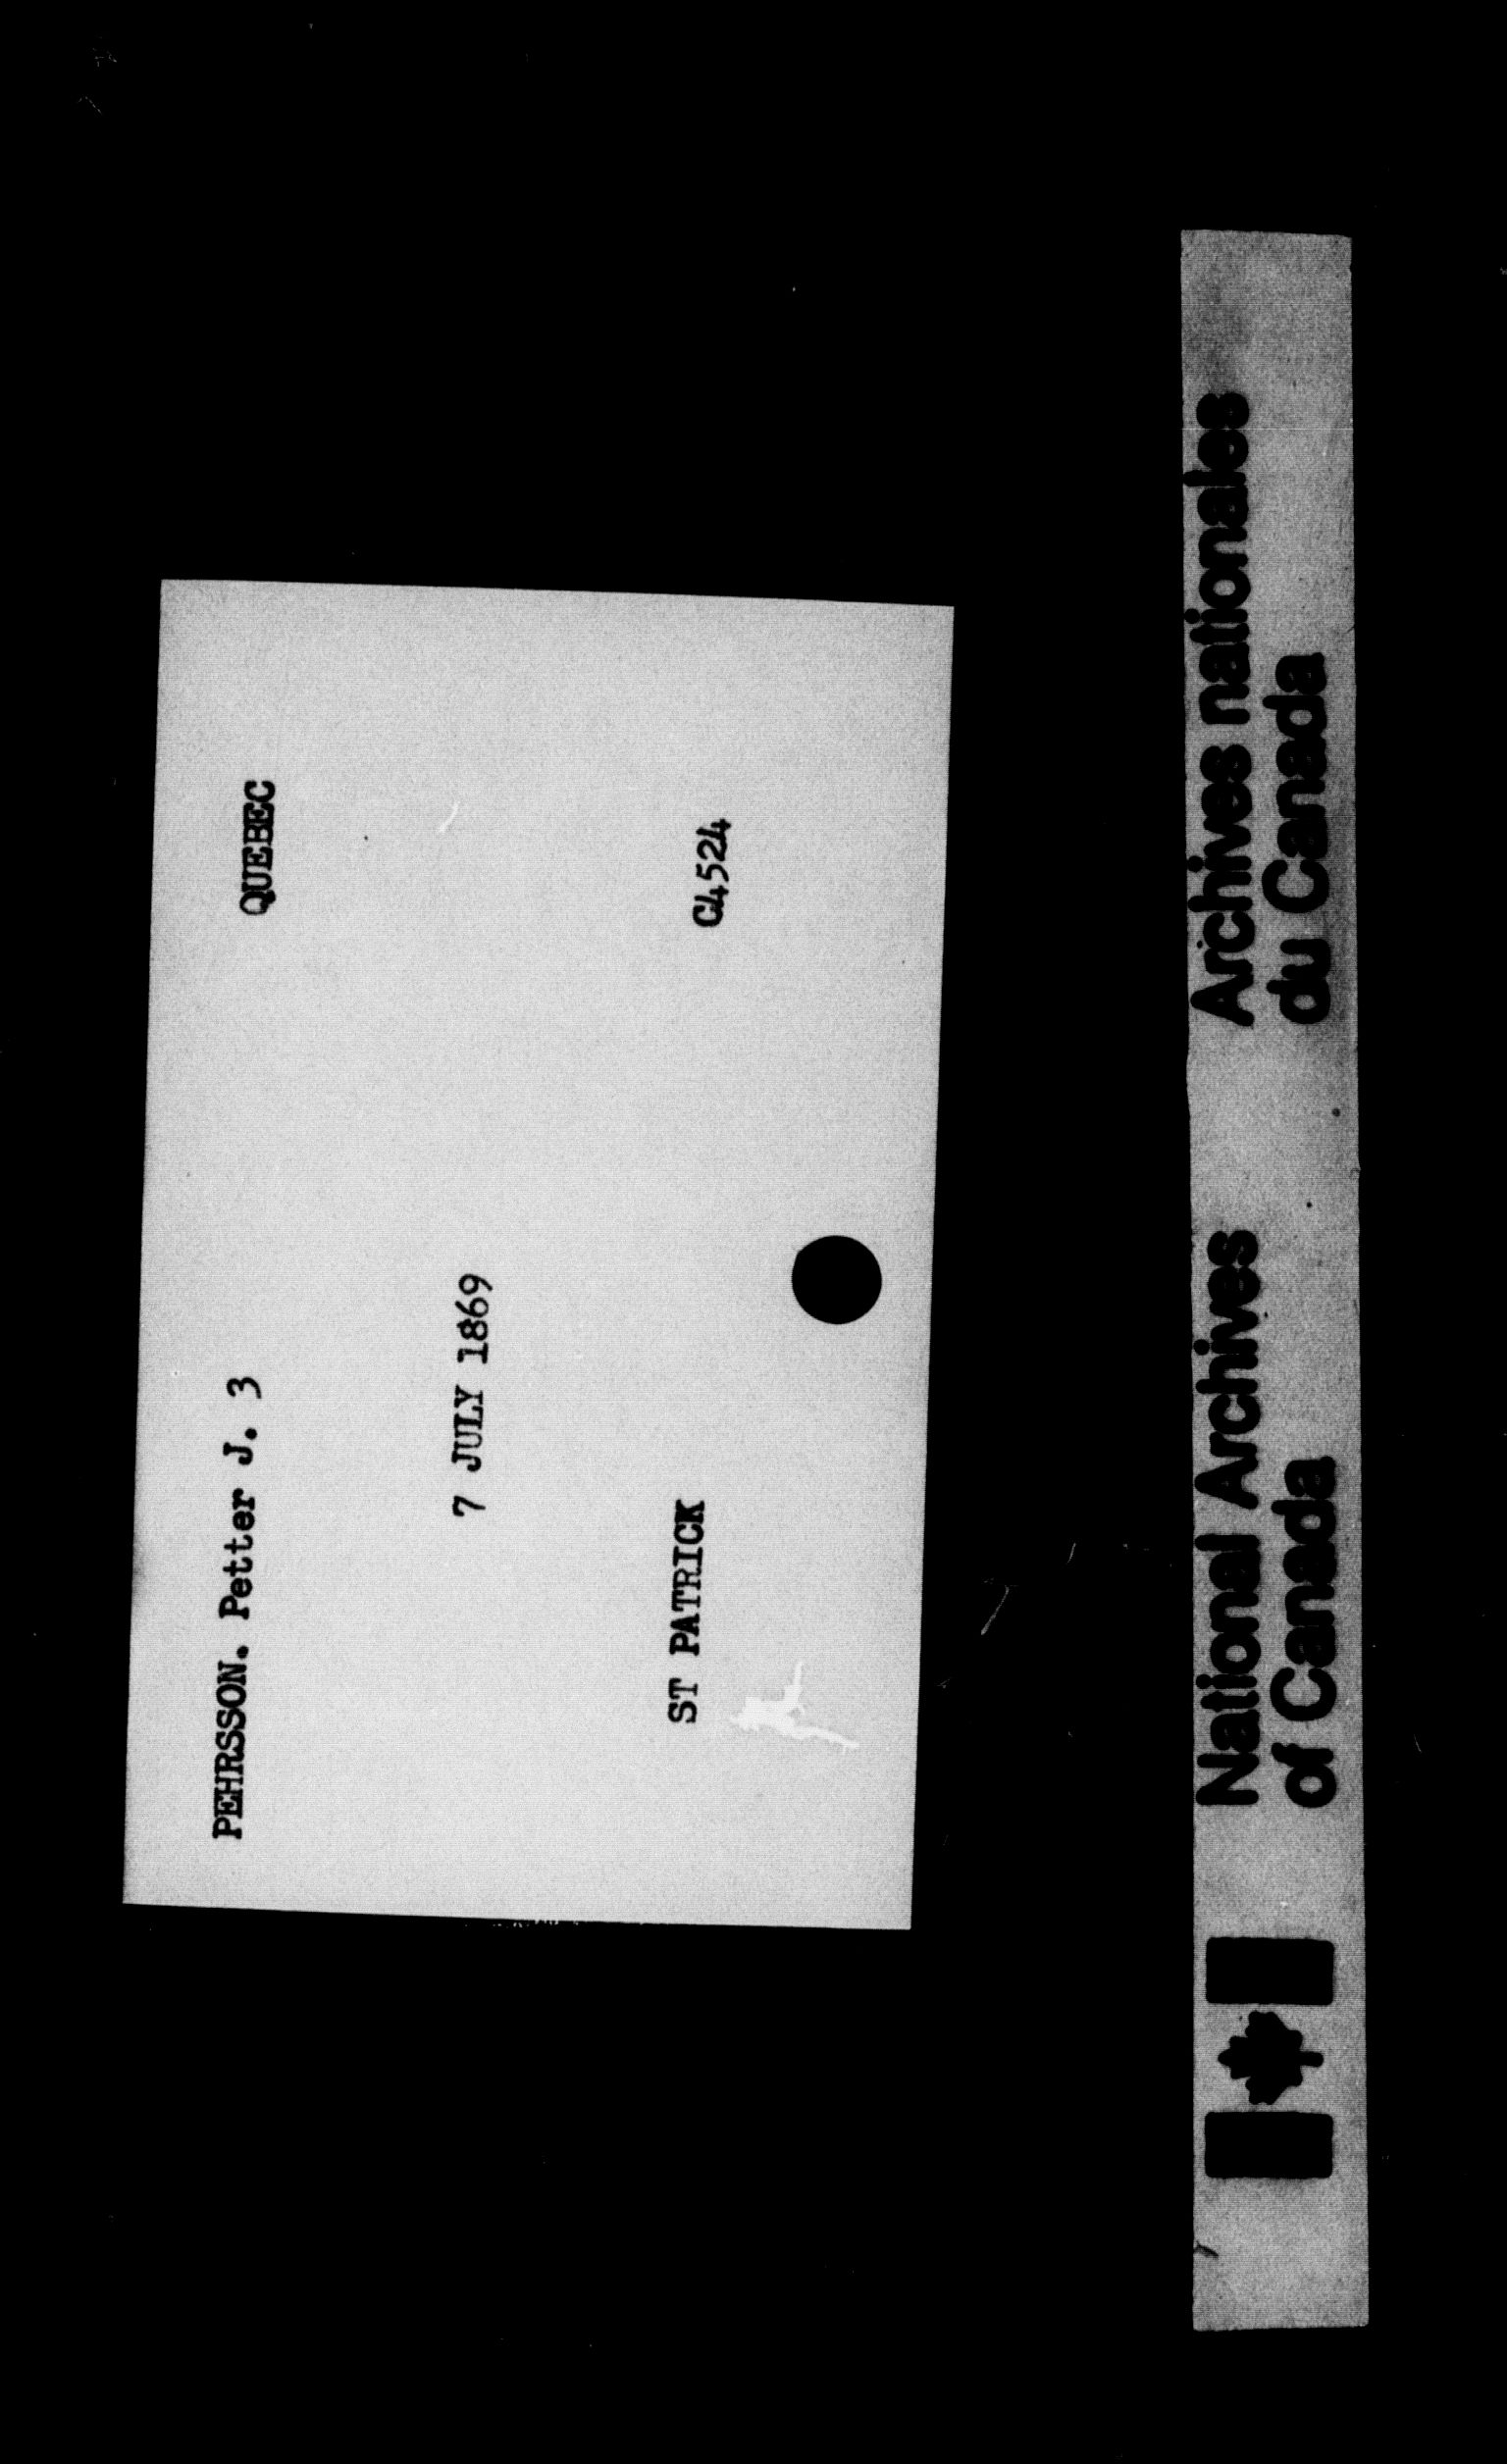 PEHRSSON. Petter J. 3 QUEBEC
7 JULY 1869
ST PATRICK C4524
National Archives of Canada
Archives nationales du Canada